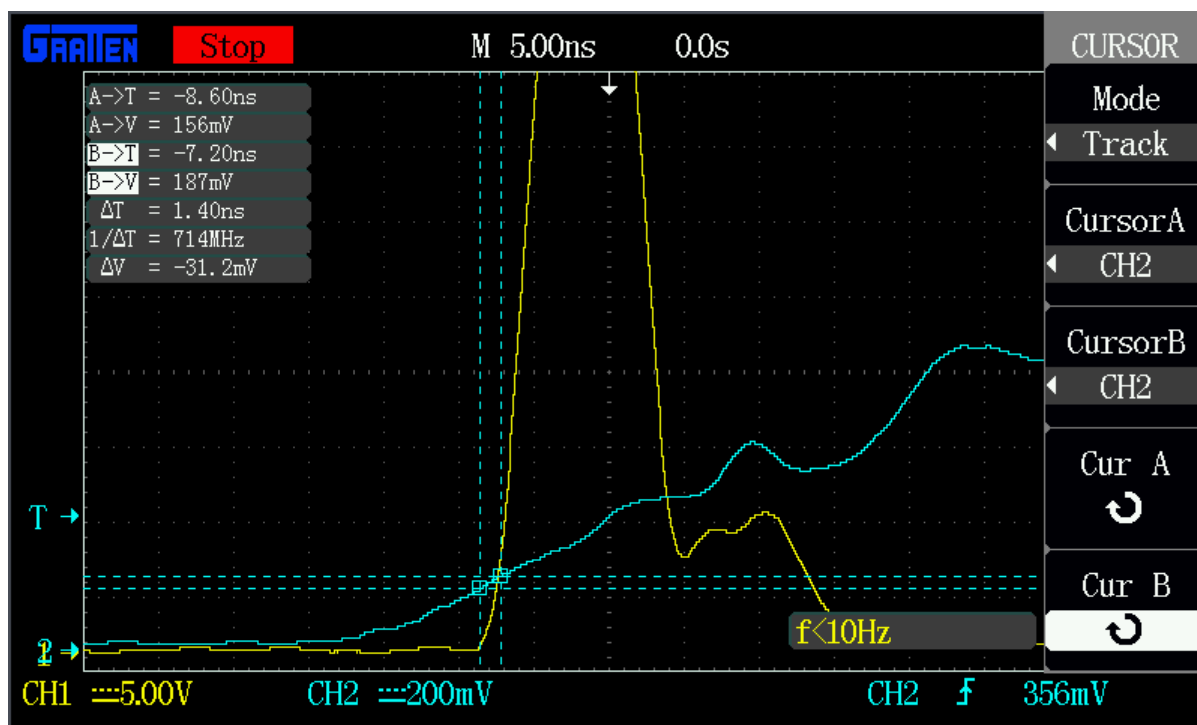 GRATTEN Stop M 5.00ns 0.0s CURSOR
A->T = -8.60ns
A->V = 156mV
B->T = -7.20ns
B->V = 187mV
ΔT = 1.40ns
1/ΔT = 714MHz
ΔV = -31.2mV
Mode
Track
CursorA
CH2
CursorB
CH2
Cur A
Cur B
T
2
1
f<10Hz
CH1 5.00V CH2 200mV CH2 356mV